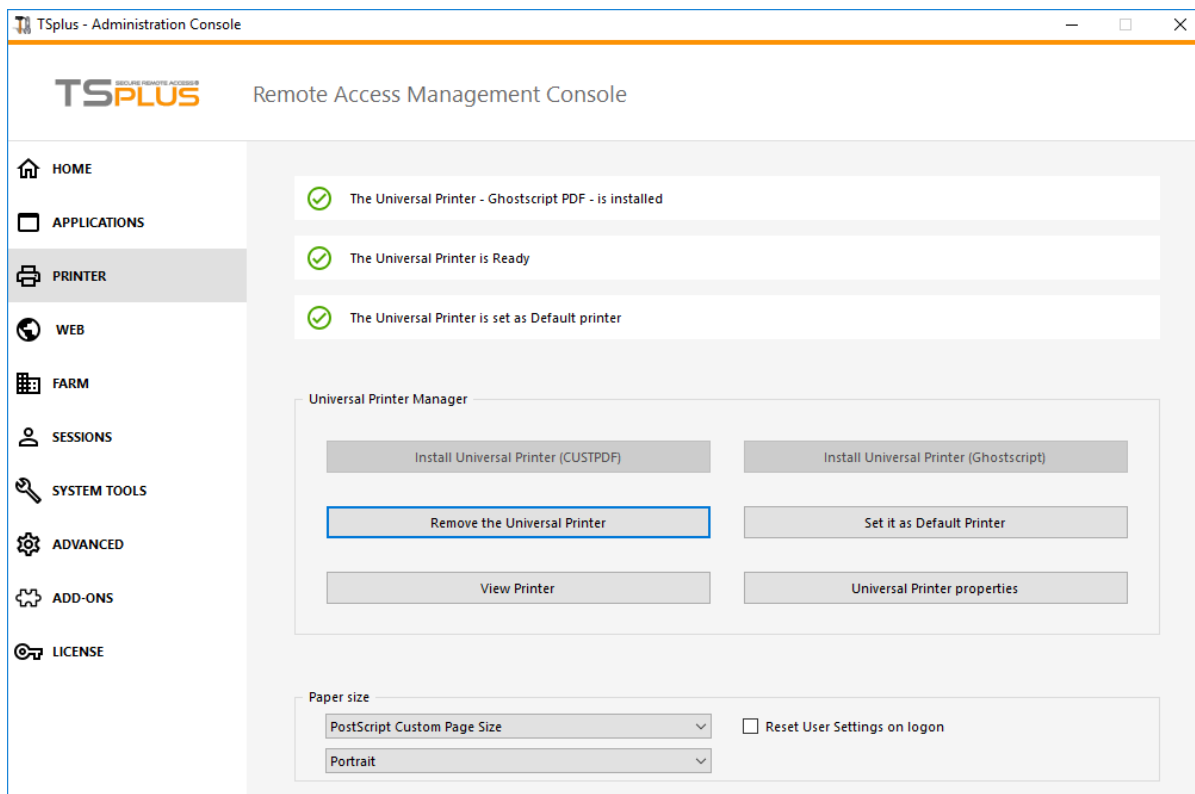 TSplus - Administration Console
SECURE REMOTE ACCESS®
TSPLUS
Remote Access Management Console
HOME
APPLICATIONS
PRINTER
WEB
FARM
SESSIONS
SYSTEM TOOLS
ADVANCED
ADD-ONS
LICENSE
The Universal Printer - Ghostscript PDF - is installed
The Universal Printer is Ready
The Universal Printer is set as Default printer
Universal Printer Manager
Install Universal Printer (CUSTPDF)
Install Universal Printer (Ghostscript)
Remove the Universal Printer
Set it as Default Printer
View Printer
Universal Printer properties
Paper size
PostScript Custom Page Size
Reset User Settings on logon
Portrait